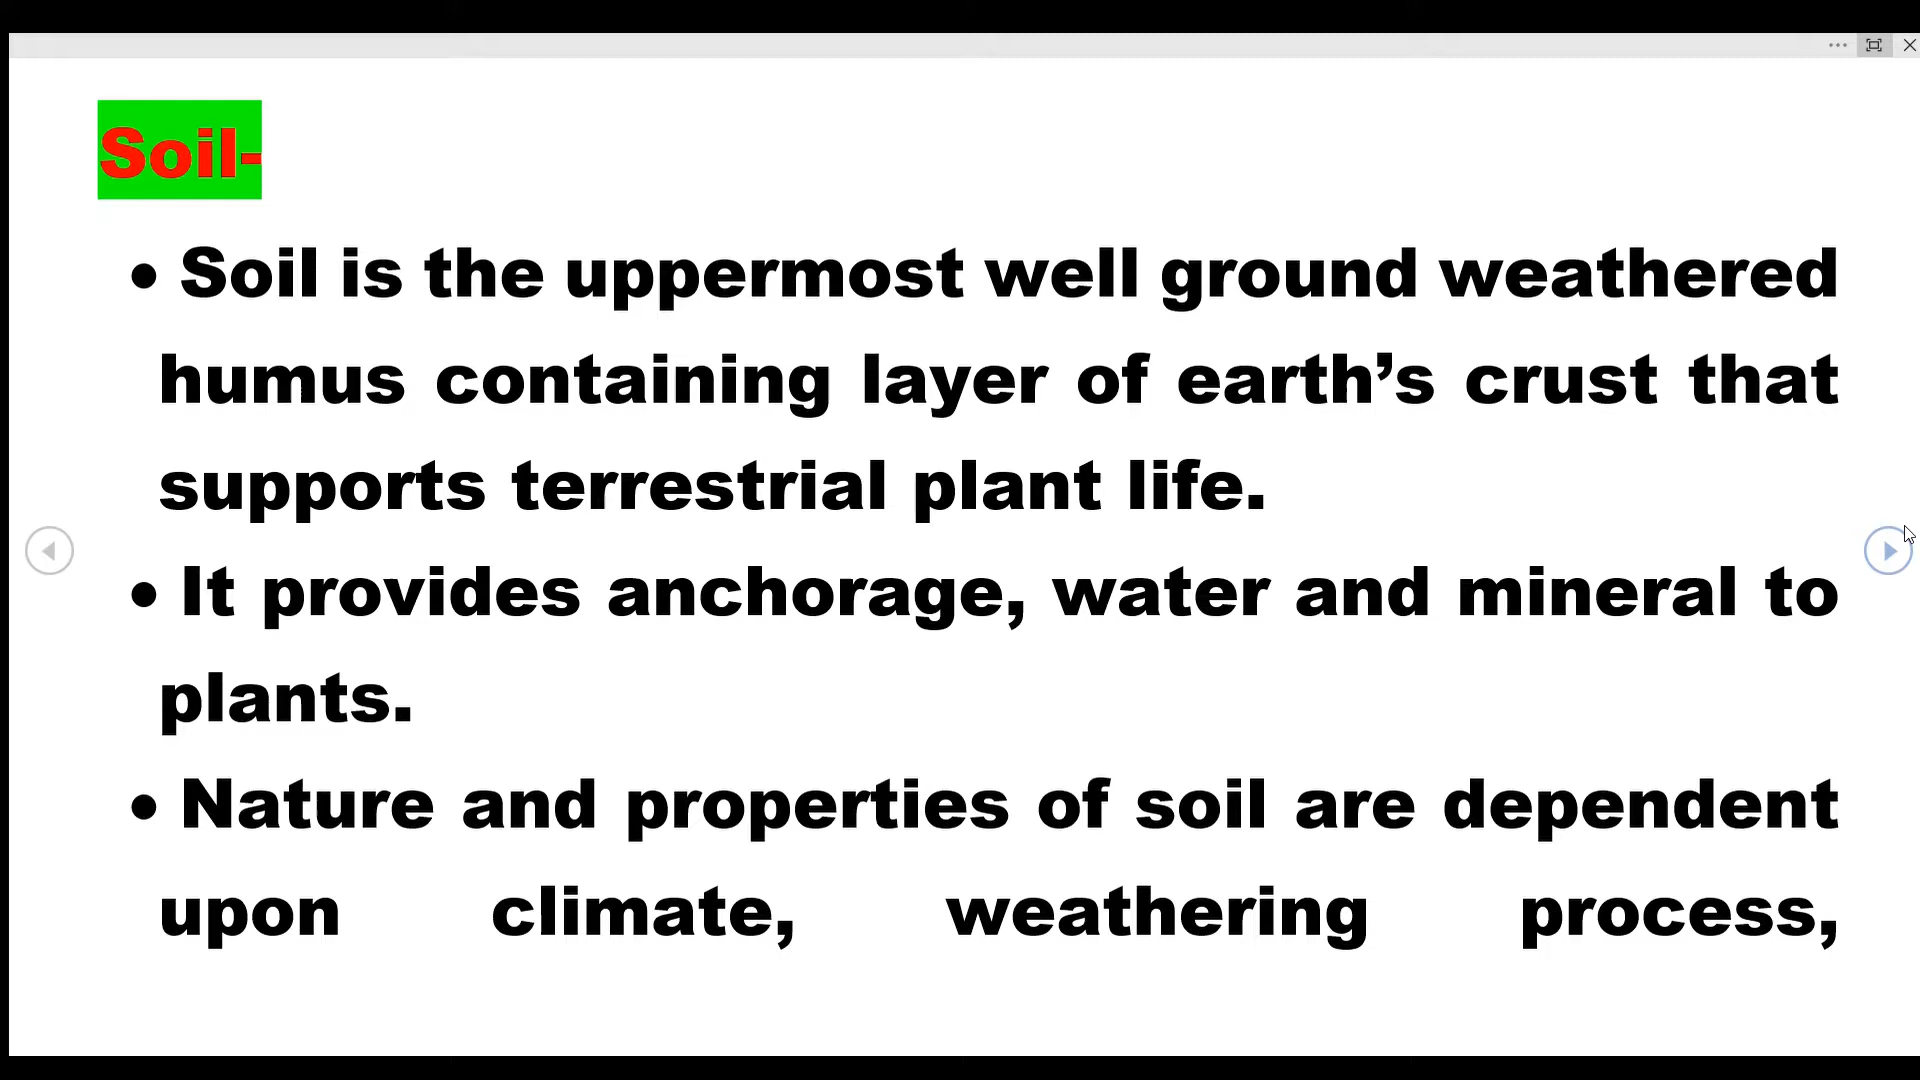 Soil-
• Soil is the uppermost well ground weathered
humus containing layer of earth’s crust that
supports terrestrial plant life.
• It provides anchorage, water and mineral to
plants.
• Nature and properties of soil are dependent
upon climate, weathering process,